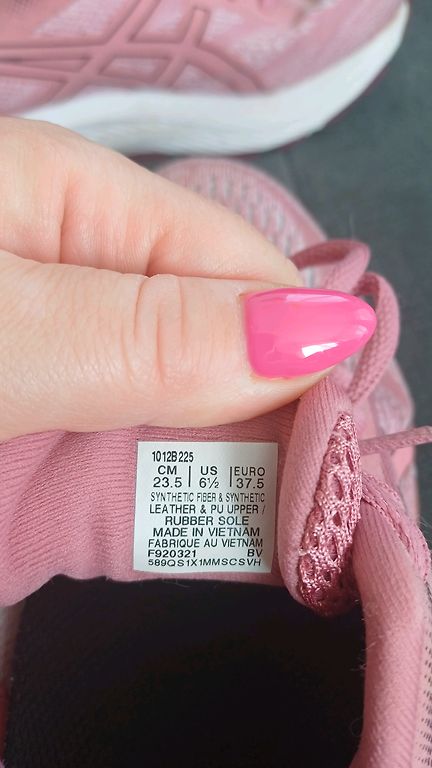 1012B225
CM | US | EURO
23.5 | 6½ | 37.5
SYNTHETIC FIBER & SYNTHETIC
LEATHER & PU UPPER /
RUBBER SOLE
MADE IN VIETNAM
FABRIQUE AU VIETNAM
F920321 BV
589QS1X1MMSCSVH